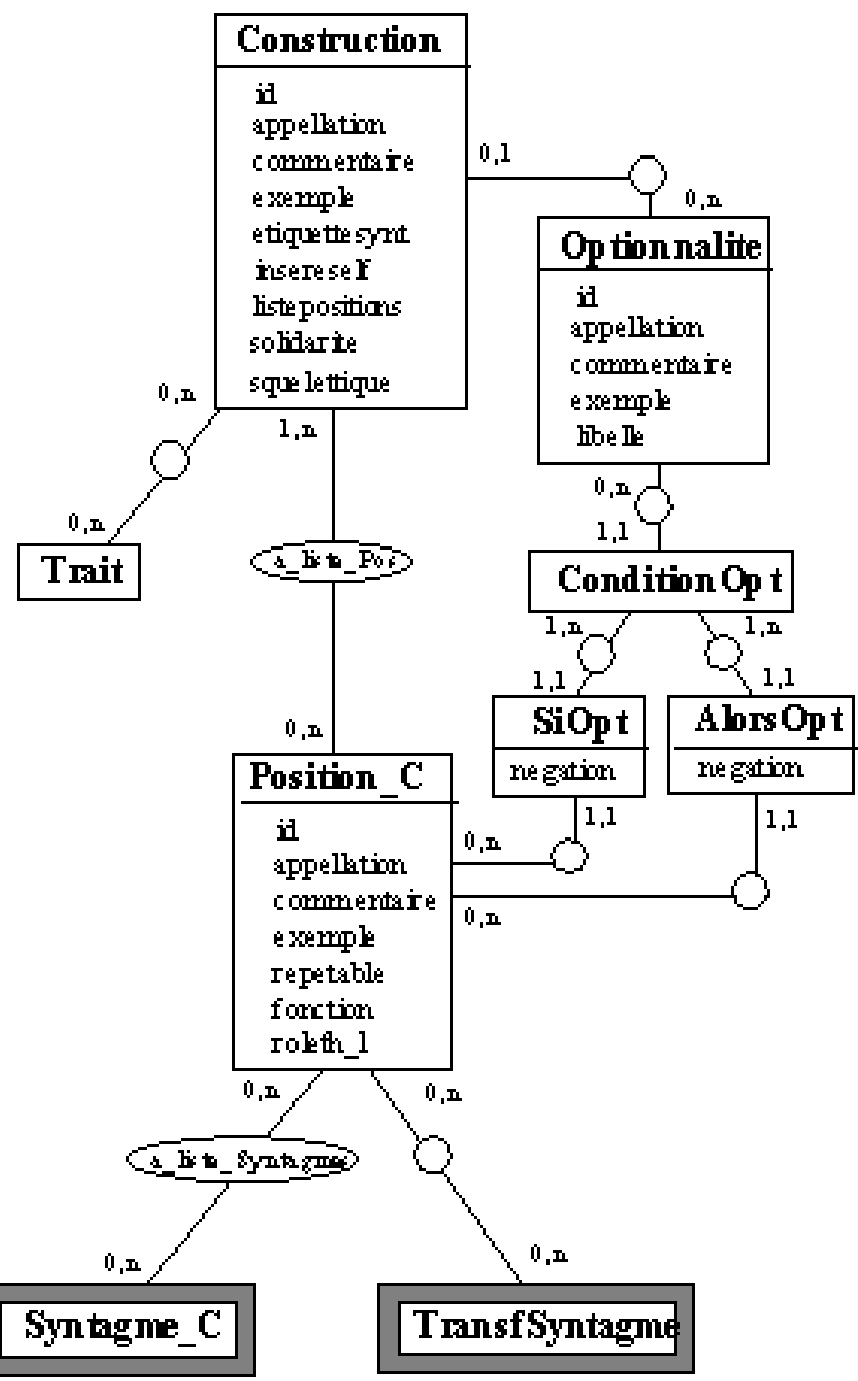 Construction
id
appellation
commentaire
exemple
etiquettesynt
insereself
listepositions
solidarite
squelettique
0,1
0,n
Optionnalite
id
appellation
commentaire
exemple
libelle
0,n
1,n
0,n
Trait
a_liste_Pos
0,n
1,1
ConditionOpt
1,n
1,n
1,1
1,1
SiOpt
negation
AlorsOpt
negation
0,n
Position_C
id
appellation
commentaire
exemple
repetable
fonction
roleth_l
1,1
1,1
0,n
0,n
0,n
0,n
a_liste_Syntagmes
0,n
0,n
Syntagme_C
TransfSyntagme